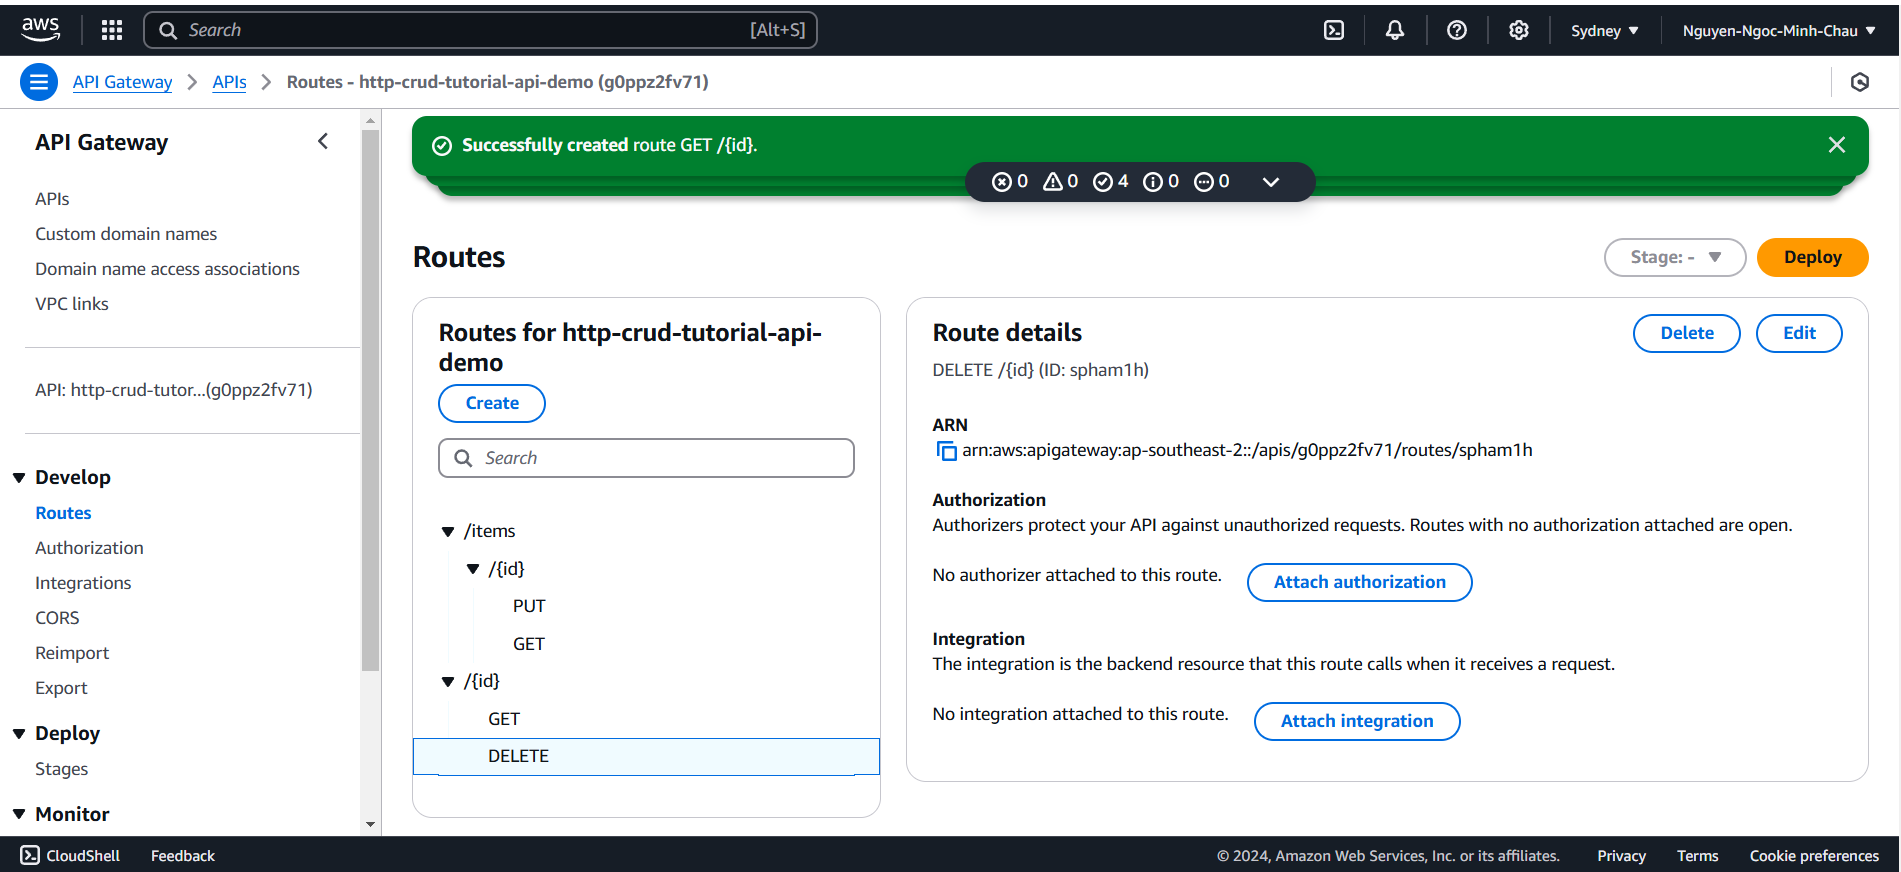 aws
Search
[Alt+S]
Sydney
Nguyen-Ngoc-Minh-Chau
API Gateway
APIs
Routes - http-crud-tutorial-api-demo (g0ppz2fv71)
API Gateway
APIs
Custom domain names
Domain name access associations
VPC links
API: http-crud-tutor...(g0ppz2fv71)
Develop
Routes
Authorization
Integrations
CORS
Reimport
Export
Deploy
Stages
Monitor
Successfully created route GET /{id}.
0 0 4 0 0
Routes
Stage: -
Deploy
Routes for http-crud-tutorial-api-
demo
Create
Search
/items
/{id}
PUT
GET
/{id}
GET
DELETE
Route details
Delete
Edit
DELETE /{id} (ID: spham1h)
ARN
arn:aws:apigateway:ap-southeast-2::/apis/g0ppz2fv71/routes/spham1h
Authorization
Authorizers protect your API against unauthorized requests. Routes with no authorization attached are open.
No authorizer attached to this route.
Attach authorization
Integration
The integration is the backend resource that this route calls when it receives a request.
No integration attached to this route.
Attach integration
CloudShell
Feedback
© 2024, Amazon Web Services, Inc. or its affiliates.
Privacy
Terms
Cookie preferences